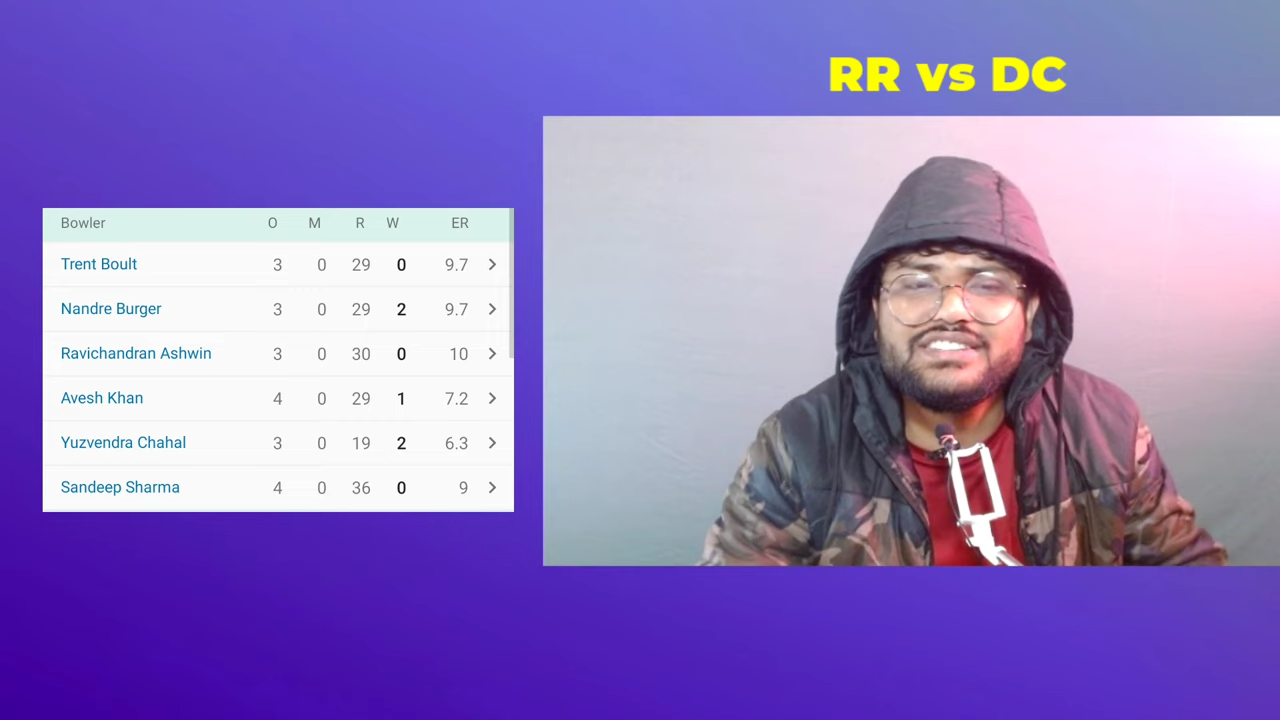 RR vs DC
Bowler O M R W ER
Trent Boult 3 0 29 0 9.7
Nandre Burger 3 0 29 2 9.7
Ravichandran Ashwin 3 0 30 0 10
Avesh Khan 4 0 29 1 7.2
Yuzvendra Chahal 3 0 19 2 6.3
Sandeep Sharma 4 0 36 0 9